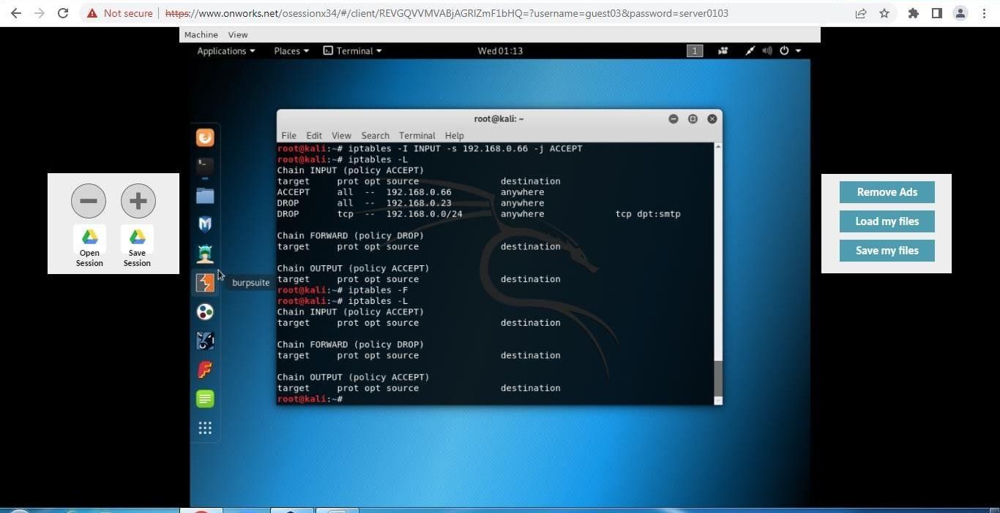 Not secure
https://www.onworks.net/osessionx34/#/client/REVGQVVMVABjAGRlZmF1bHQ=?username=guest03&password=server0103
Machine View
Applications Places Terminal Wed 01:13 1
root@kali: ~
File Edit View Search Terminal Help
root@kali:~# iptables -I INPUT -s 192.168.0.66 -j ACCEPT
root@kali:~# iptables -L
Chain INPUT (policy ACCEPT)
target prot opt source destination
ACCEPT all -- 192.168.0.66 anywhere
DROP all -- 192.168.0.23 anywhere
DROP tcp -- 192.168.0.0/24 anywhere tcp dpt:smtp
Chain FORWARD (policy DROP)
target prot opt source destination
Chain OUTPUT (policy ACCEPT)
target prot opt source destination
root@kali:~# iptables -F
root@kali:~# iptables -L
Chain INPUT (policy ACCEPT)
target prot opt source destination
Chain FORWARD (policy DROP)
target prot opt source destination
Chain OUTPUT (policy ACCEPT)
target prot opt source destination
root@kali:~#
burpsuite
Open
Session
Save
Session
Remove Ads
Load my files
Save my files